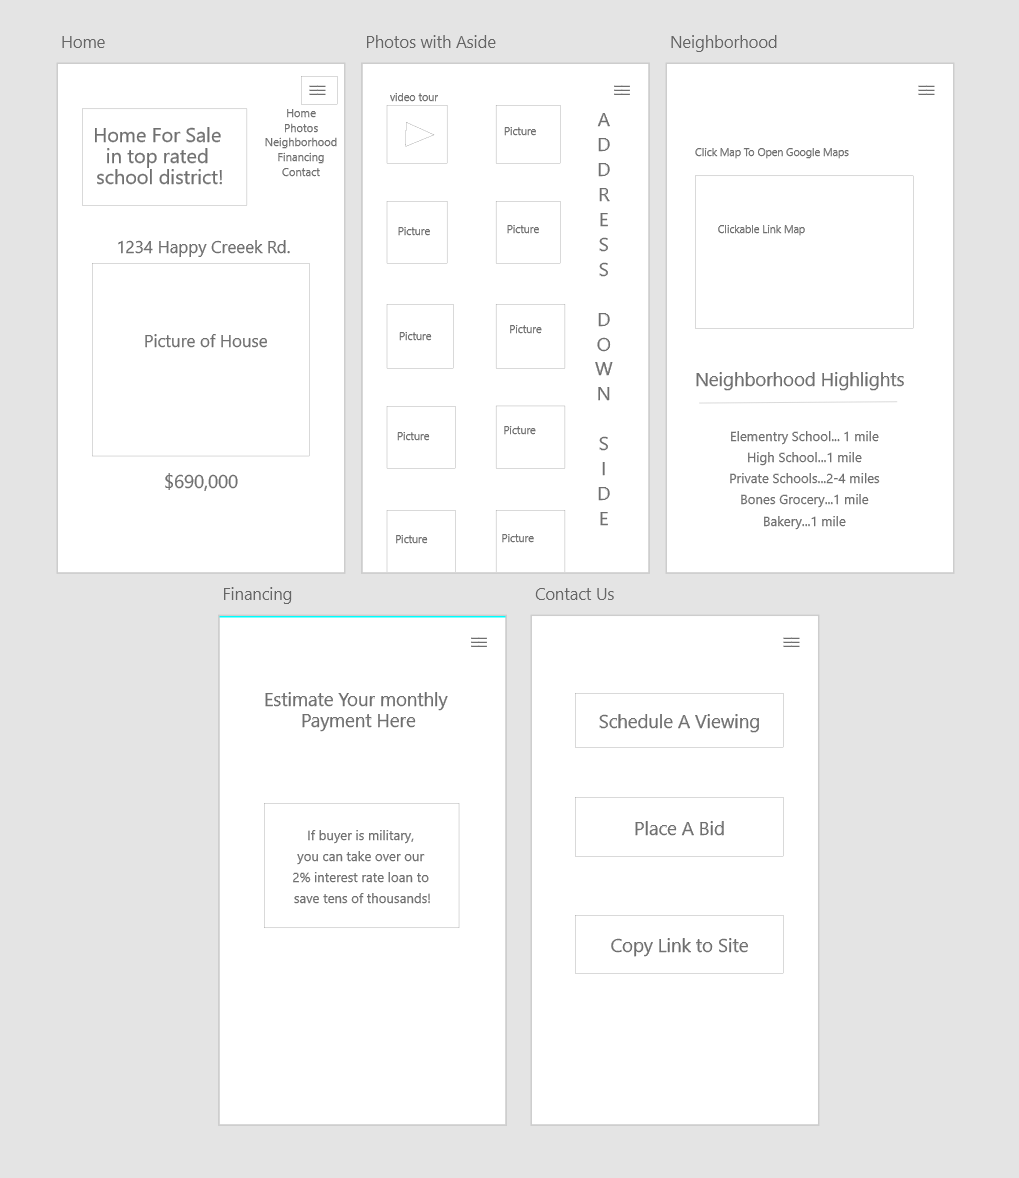 Home
Home For Sale
in top rated
school district!
Home
Photos
Neighborhood
Financing
Contact
1234 Happy Creeek Rd.
Picture of House
$690,000
Photos with Aside
video tour
Picture
Picture
Picture
Picture
Picture
Picture
Picture
Picture
Picture
A
D
D
R
E
S
S
D
O
W
N
S
I
D
E
Neighborhood
Click Map To Open Google Maps
Clickable Link Map
Neighborhood Highlights
Elementry School... 1 mile
High School...1 mile
Private Schools...2-4 miles
Bones Grocery...1 mile
Bakery...1 mile
Financing
Estimate Your monthly
Payment Here
If buyer is military,
you can take over our
2% interest rate loan to
save tens of thousands!
Contact Us
Schedule A Viewing
Place A Bid
Copy Link to Site